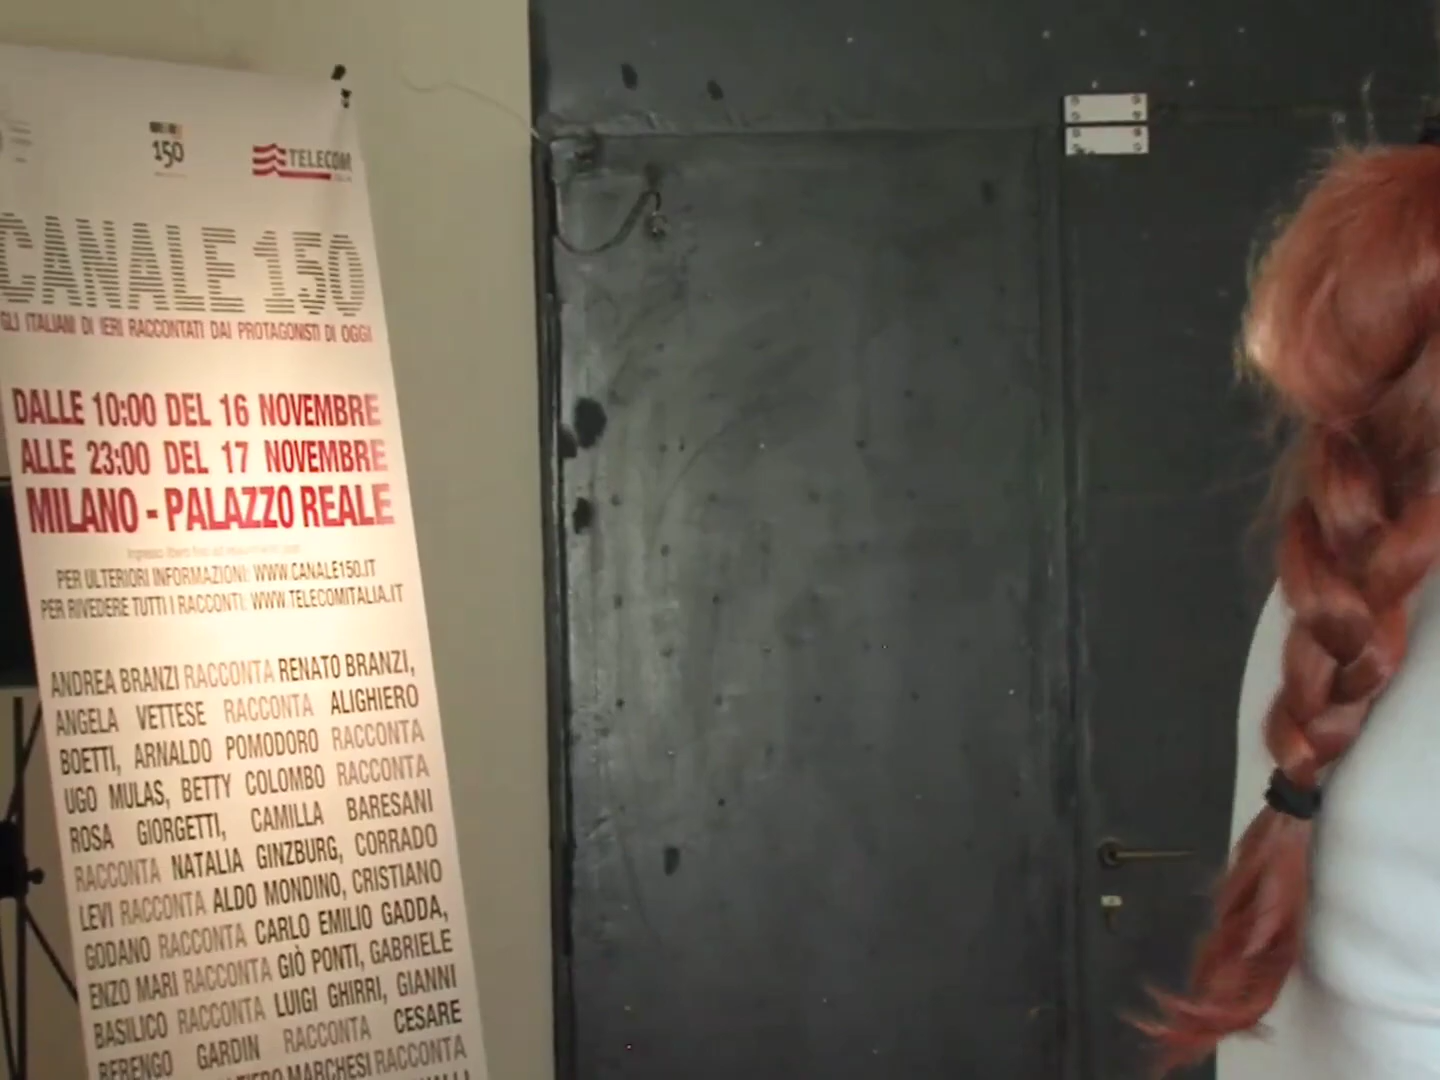 150
TELECOM
CANALE 150
GLI ITALIANI DI IERI RACCONTATI DAI PROTAGONISTI DI OGGI.
DALLE 10:00 DEL 16 NOVEMBRE
ALLE 23:00 DEL 17 NOVEMBRE
MILANO - PALAZZO REALE
PER ULTERIORI INFORMAZIONI: WWW.CANALE150.IT
PER RIVEDERE TUTTI I RACCONTI: WWW.TELECOMITALIA.IT
ANDREA BRANZI RACCONTA RENATO BRANZI,
ANGELA VETTESE RACCONTA ALIGHIERO
BOETTI, ARNALDO POMODORO RACCONTA
UGO MULAS, BETTY COLOMBO RACCONTA
ROSA GIORGETTI, CAMILLA BARESANI
RACCONTA NATALIA GINZBURG, CORRADO
LEVI RACCONTA ALDO MONDINO, CRISTIANO
GODANO RACCONTA CARLO EMILIO GADDA,
ENZO MARI RACCONTA GIÒ PONTI, GABRIELE
BASILICO RACCONTA LUIGI GHIRRI, GIANNI
BERENGO GARDIN RACCONTA CESARE
MARCHESI RACCONTA